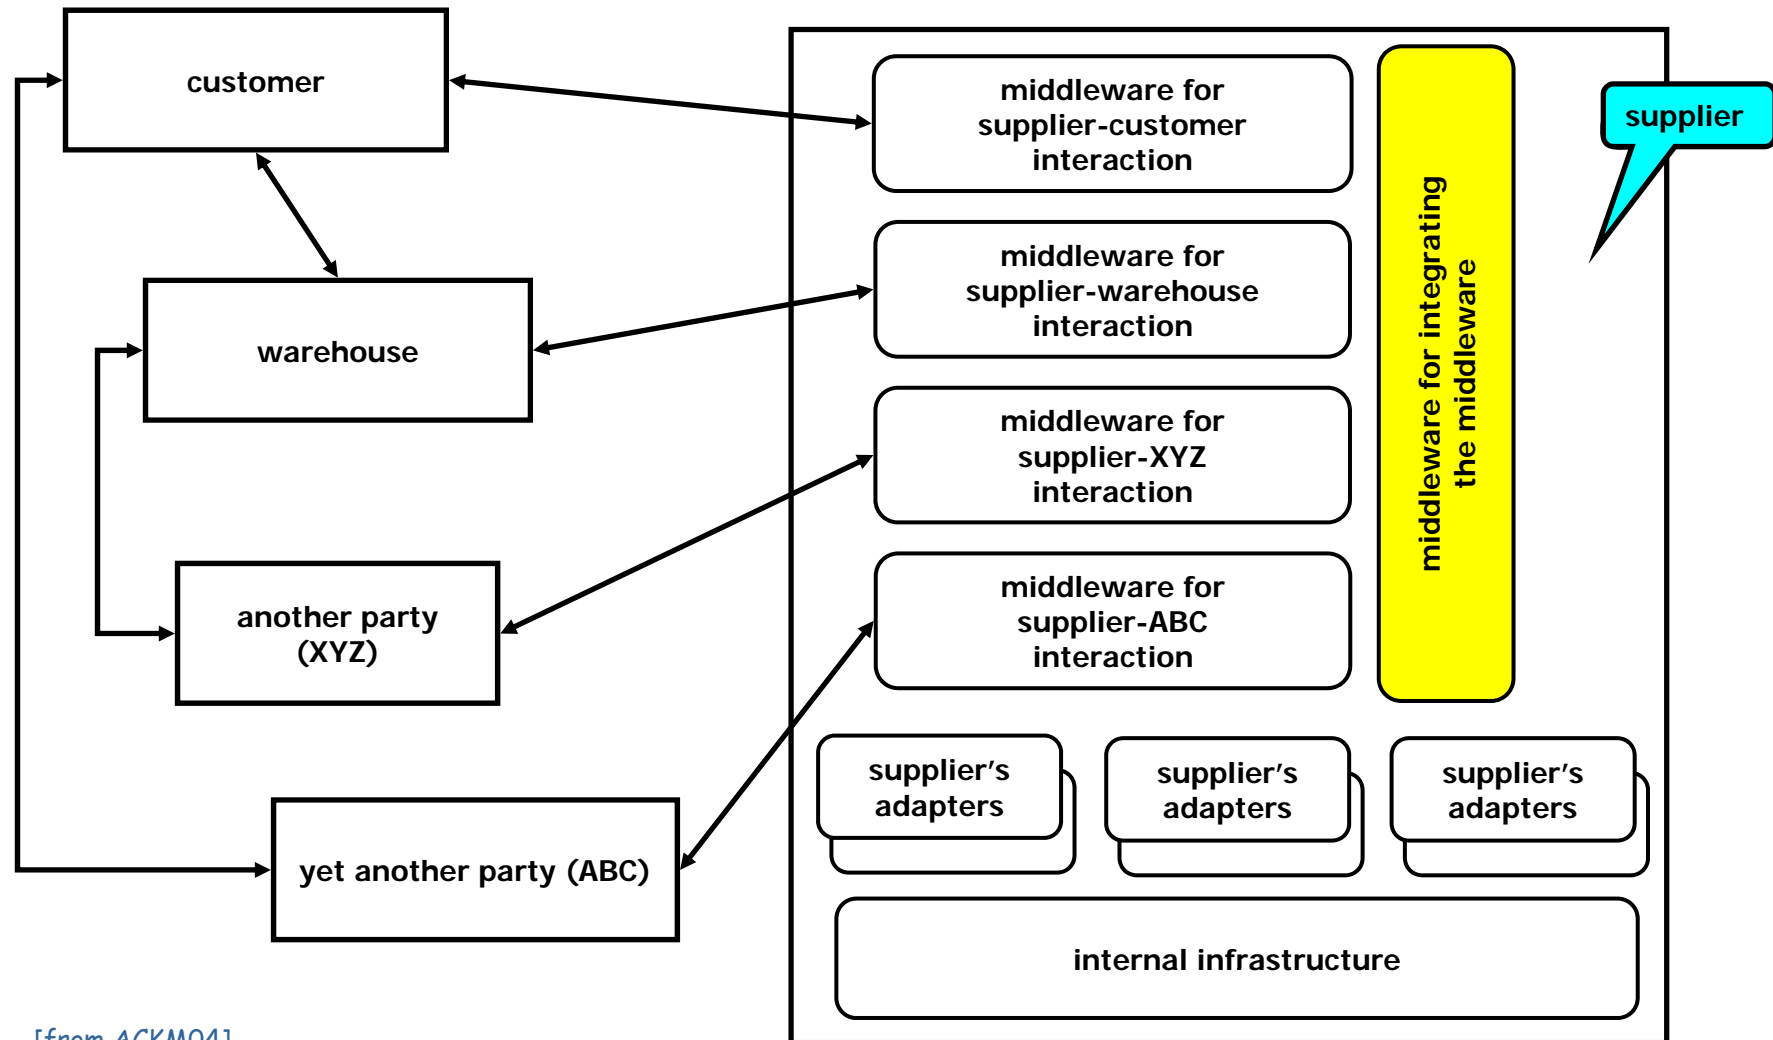 customer
middleware for
supplier-customer
interaction
supplier
middleware for
supplier-warehouse
interaction
middleware for integrating
the middleware
warehouse
middleware for
supplier-XYZ
interaction
another party
(XYZ)
middleware for
supplier-ABC
interaction
supplier's
adapters
supplier's
adapters
supplier's
adapters
yet another party (ABC)
internal infrastructure
[from ACKM04]